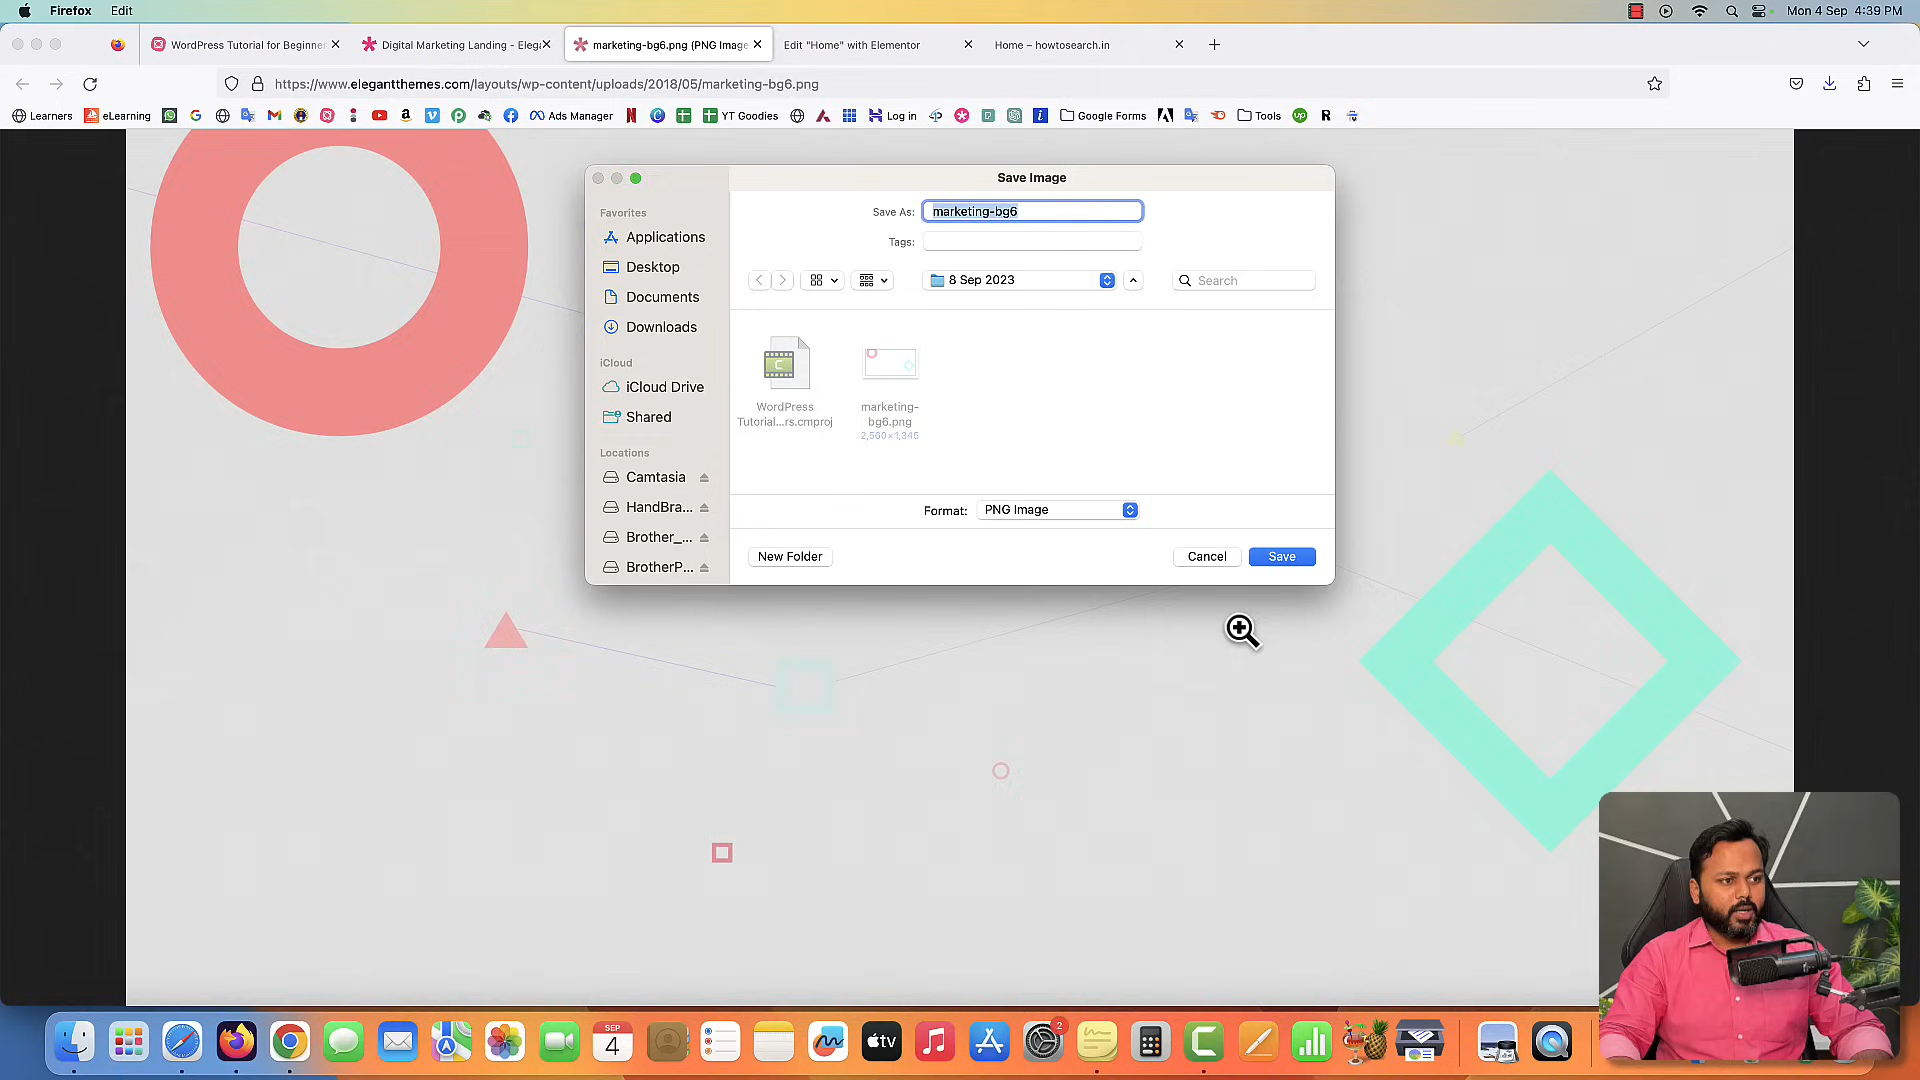 Firefox Edit
Mon 4 Sep 4:39 PM
WordPress Tutorial for Beginner
Digital Marketing Landing - Eleg
marketing-bg6.png (PNG Image
Edit "Home" with Elementor
Home – howtosearch.in
https://www.elegantthemes.com/layouts/wp-content/uploads/2018/05/marketing-bg6.png
Learners
eLearning
Ads Manager
YT Goodies
Log in
Google Forms
Tools
Save Image
Favorites
Applications
Desktop
Documents
Downloads
iCloud
iCloud Drive
Shared
Locations
Camtasia
HandBra...
Brother_...
BrotherP...
Save As: marketing-bg6
Tags:
8 Sep 2023
Search
WordPress
Tutorial...rs.cmproj
marketing-
bg6.png
2,560×1,345
Format: PNG Image
New Folder
Cancel
Save
SEP
4
tv
2